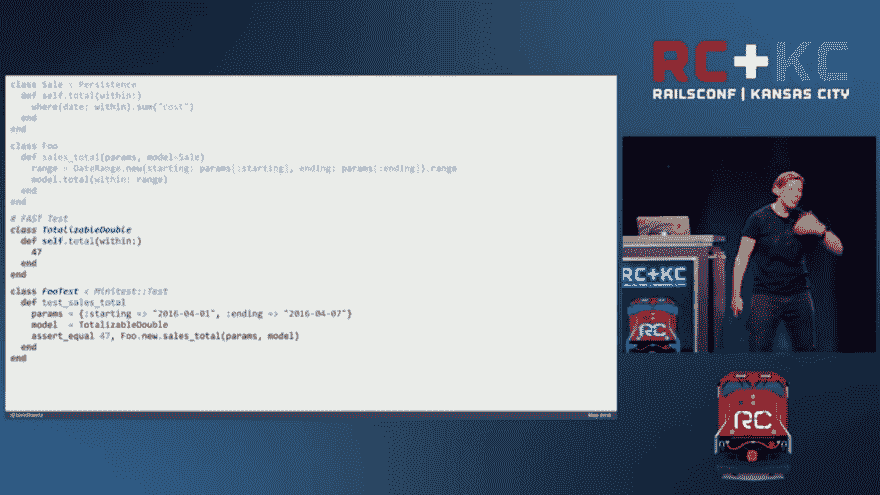 class Sale < Persistence
def self.total(within:)
where(date: within).sum("cost")
end
end
class Foo
def sales_total(params, model=Sale)
range = DateRange.new(starting: params[:starting], ending: params[:ending]).range
model.total(within: range)
end
end
# FAST Test
class TotalizableDouble
def self.total(within:)
47
end
end
class FooTest < Minitest::Test
def test_sales_total
params = {:starting => "2016-04-01", :ending => "2016-04-07"}
model = TotalizableDouble
assert_equal 47, Foo.new.sales_total(params, model)
end
end
RC+KC
RAILSCONF | KANSAS CITY
RC+KC
RC
RC